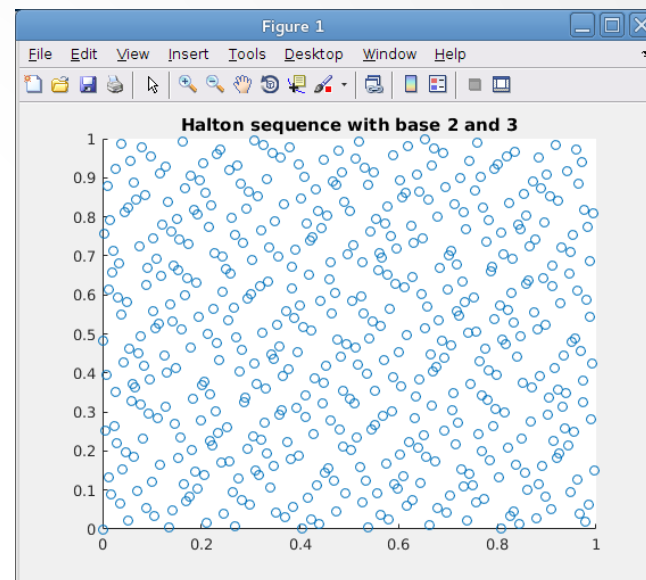 Figure 1
File Edit View Insert Tools Desktop Window Help
Halton sequence with base 2 and 3
1
0.9
0.8
0.7
0.6
0.5
0.4
0.3
0.2
0.1
0
0 0.2 0.4 0.6 0.8 1